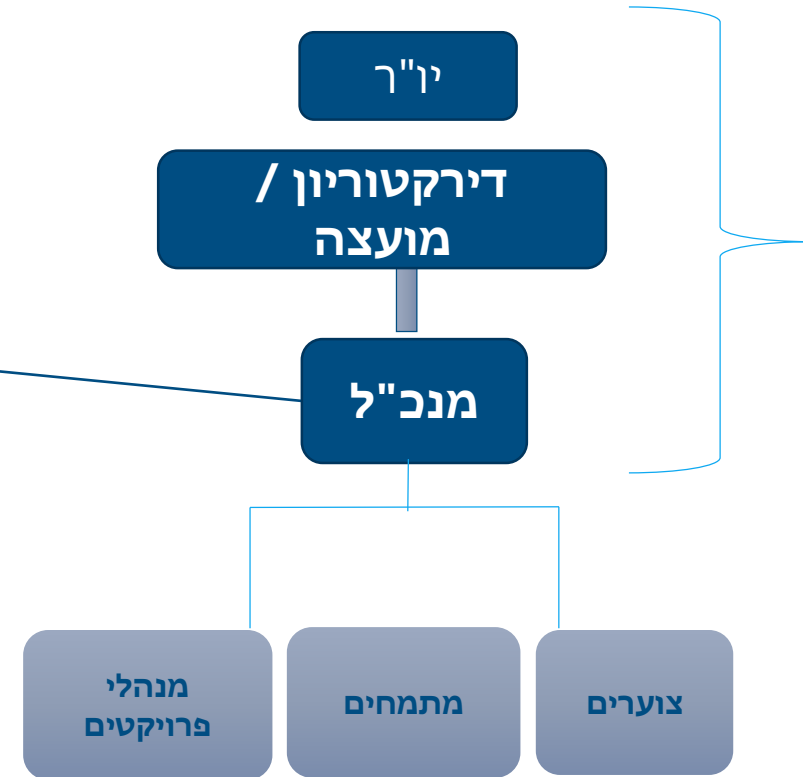 יו"ר
דירקטוריון /
מועצה
מנכ"ל
צוערים
מתמחים
מנהלי
פרויקטים